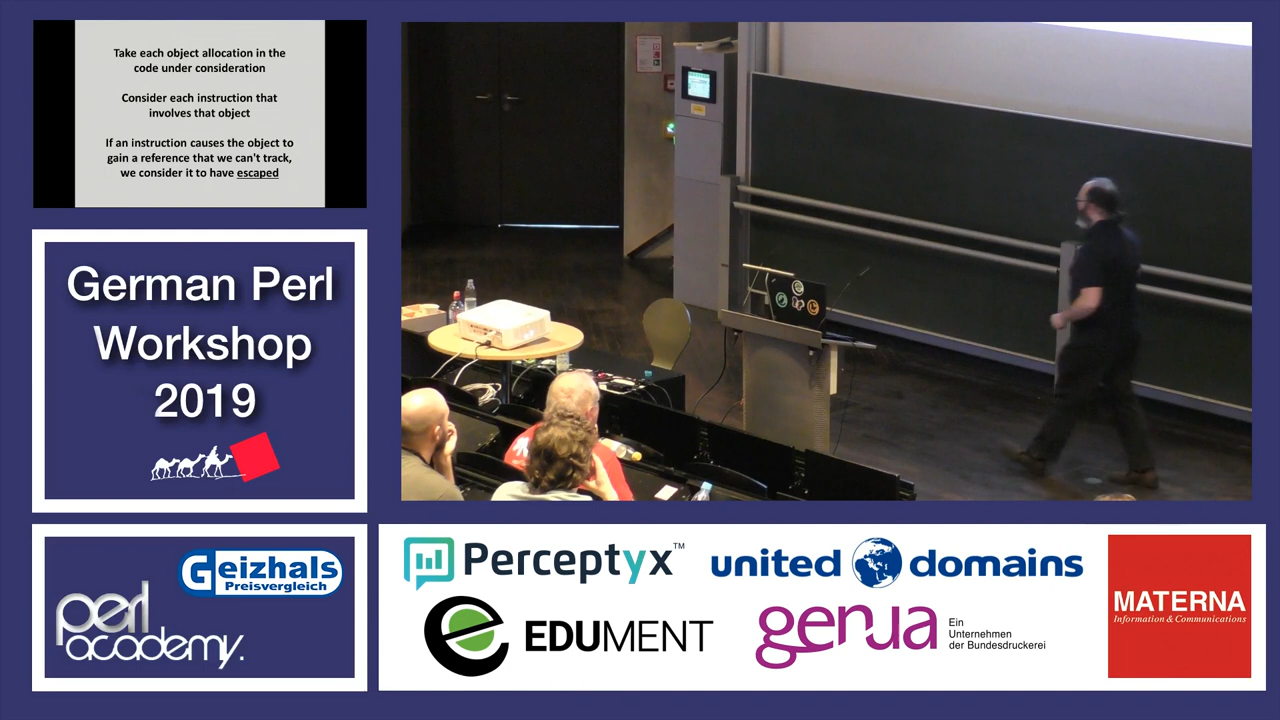 Take each object allocation in the
code under consideration
Consider each instruction that
involves that object
If an instruction causes the object to
gain a reference that we can't track,
we consider it to have escaped
German Perl
Workshop
2019
Geizhals
Preisvergleich
perl
academy.
Perceptyx™
united domains
EDUMENT
genua
Ein
Unternehmen
der Bundesdruckerei
MATERNA
Information & Communications